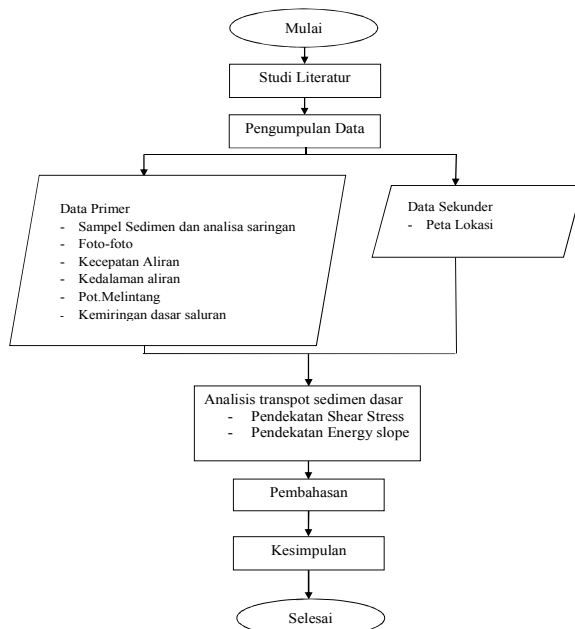 Mulai
Studi Literatur
Pengumpulan Data
Data Primer
- Sampel Sedimen dan analisa saringan
- Foto-foto
- Kecepatan Aliran
- Kedalaman aliran
- Pot.Melintang
- Kemiringan dasar saluran
Data Sekunder
- Peta Lokasi
Analisis transpot sedimen dasar
- Pendekatan Shear Stress
- Pendekatan Energy slope
Pembahasan
Kesimpulan
Selesai